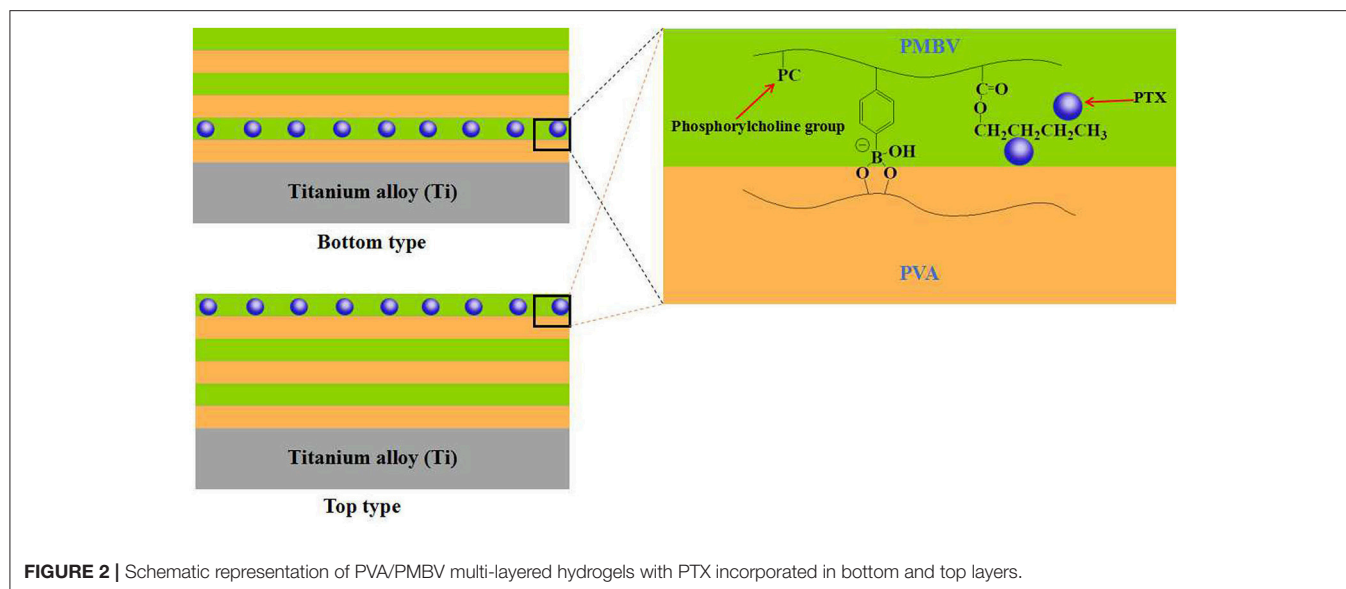 Titanium alloy (Ti)
Bottom type
Titanium alloy (Ti)
Top type
PMBV
PC
Phosphorylcholine group
C=O
O
CH₂CH₂CH₂CH₃
PTX
⊖
B OH
O O
PVA
FIGURE 2 | Schematic representation of PVA/PMBV multi-layered hydrogels with PTX incorporated in bottom and top layers.